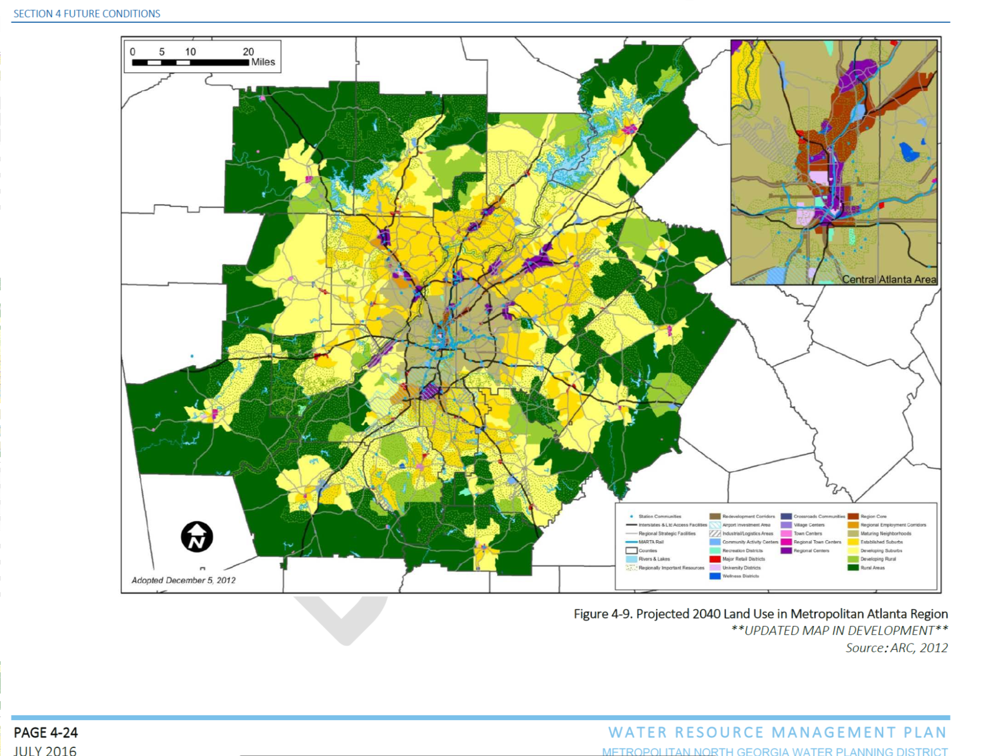 SECTION 4 FUTURE CONDITIONS
0 5 10 20
Miles
Central Atlanta Area
N
Adopted December 5, 2012
Station Communities
Interstates & Ltd Access Facilities
Regional Strategic Facilities
MARTA Rail
Counties
Rivers & Lakes
Regionally Important Resources
Redevelopment Corridors
Airport Investment Area
Industrial/Logistics Areas
Community Activity Centers
Recreation Districts
Major Retail Districts
University Districts
Wellness Districts
Crossroads Communities
Village Centers
Town Centers
Regional Town Centers
Regional Centers
Region Core
Regional Employment Corridors
Maturing Neighborhoods
Established Suburbs
Developing Suburbs
Developing Rural
Rural Areas
Figure 4-9. Projected 2040 Land Use in Metropolitan Atlanta Region
**UPDATED MAP IN DEVELOPMENT**
Source: ARC, 2012
PAGE 4-24
JULY 2016
WATER RESOURCE MANAGEMENT PLAN
METROPOLITAN NORTH GEORGIA WATER PLANNING DISTRICT